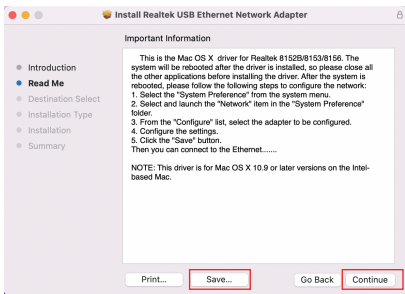 Install Realtek USB Ethernet Network Adapter
Important Information
Introduction
Read Me
Destination Select
Installation Type
Installation
Summary
This is the Mac OS X driver for Realtek 8152B/8153/8156. The
system will be rebooted after the driver is installed, so please close all
the other applications before installing the driver. After the system is
rebooted, please follow the following steps to configure the network:
1. Select the "System Preference" from the system menu.
2. Select and launch the "Network" item in the "System Preference"
folder.
3. From the "Configure" list, select the adapter to be configured.
4. Configure the settings.
5. Click the "Save" button.
Then you can connect to the Ethernet.......
NOTE: This driver is for Mac OS X 10.9 or later versions on the Intel-
based Mac.
Print...
Save...
Go Back
Continue